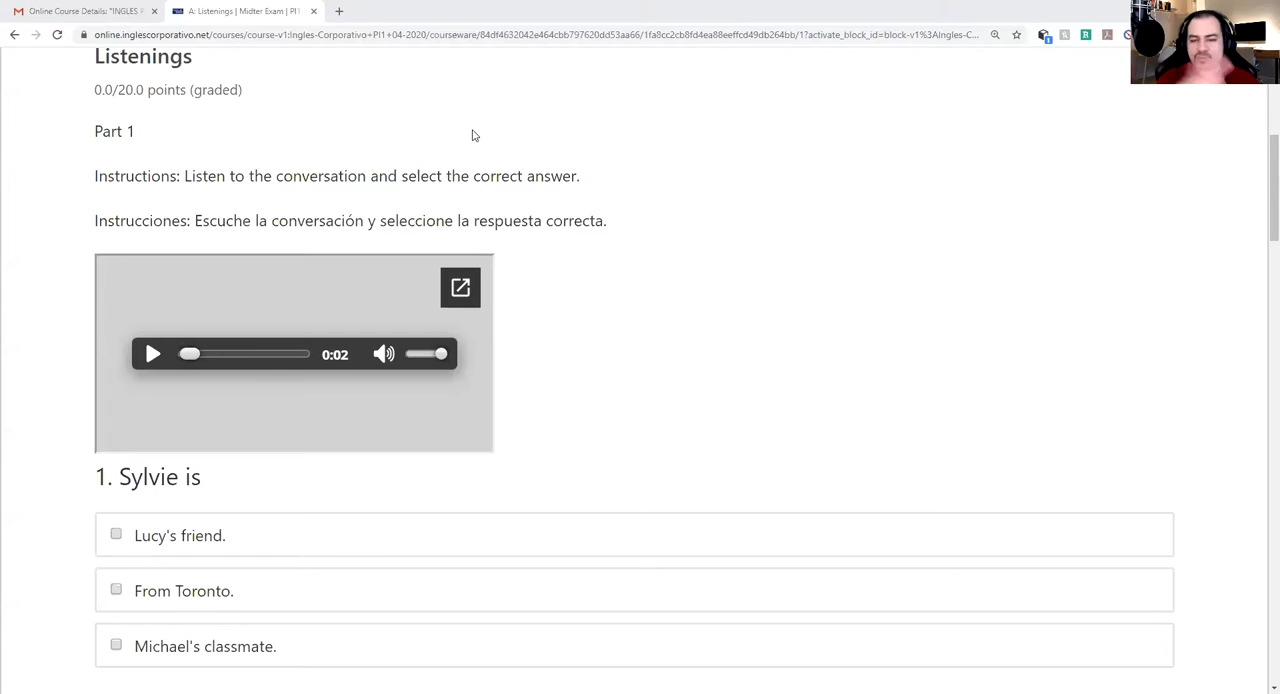 Online Course Details: "INGLES P
A: Listenings | Midter Exam | PI1
online.inglescorporativo.net/courses/course-v1:Ingles-Corporativo+PI1+04-2020/courseware/84df4632042e464cbb797620dd53aa66/1fa8cc2cb8fd4ea88eeffcd49db264bb/1?activate_block_id=block-v1%3AIngles-C...
Listenings
0.0/20.0 points (graded)
Part 1
Instructions: Listen to the conversation and select the correct answer.
Instrucciones: Escuche la conversación y seleccione la respuesta correcta.
0:02
1. Sylvie is
Lucy's friend.
From Toronto.
Michael's classmate.